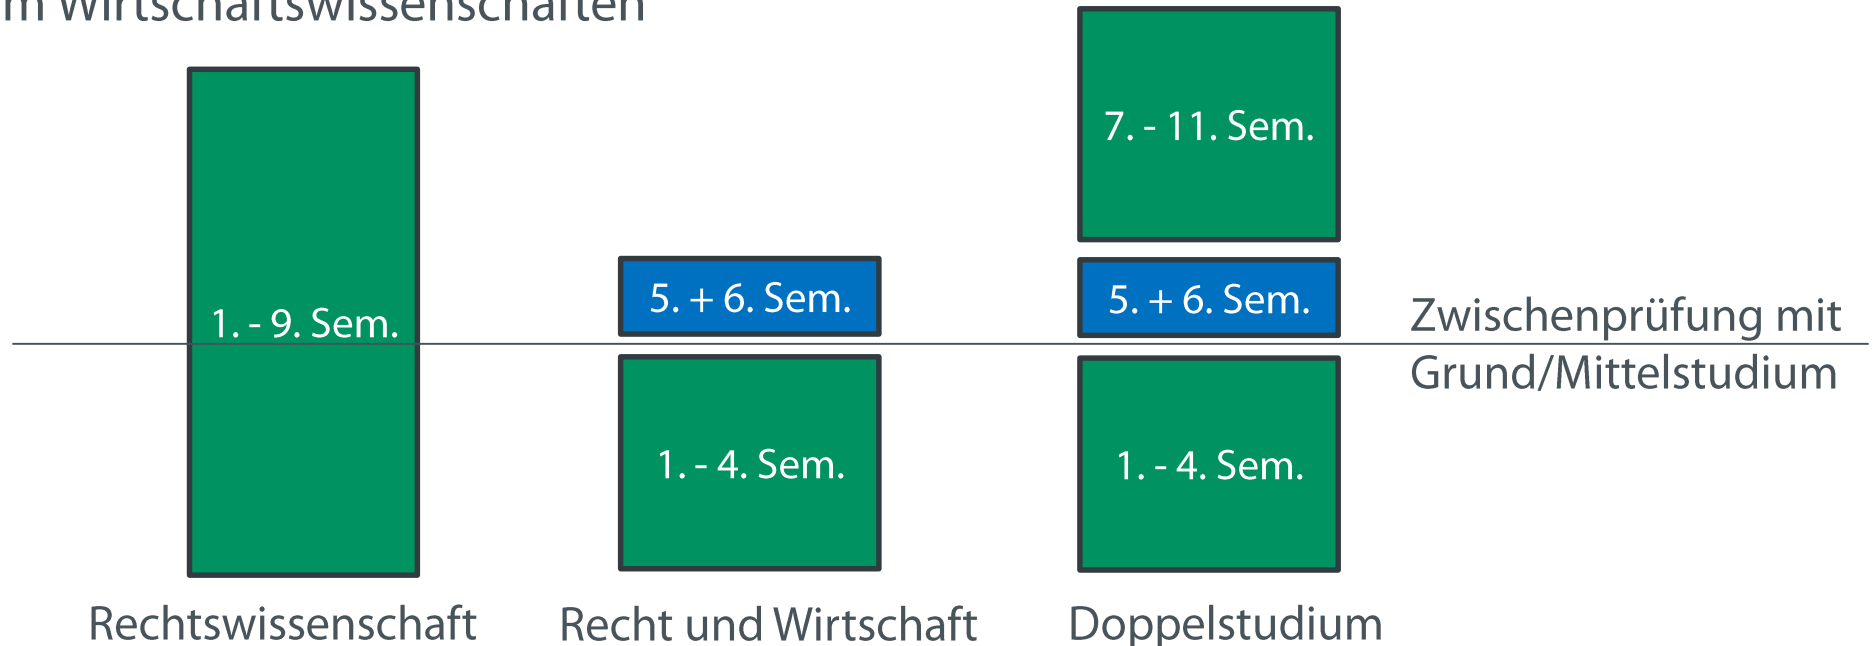 m Wirtschaftswissenschaften
7. - 11. Sem.
1. - 9. Sem.
5. + 6. Sem.
5. + 6. Sem.
Zwischenprüfung mit
Grund/Mittelstudium
1. - 4. Sem.
1. - 4. Sem.
Rechtswissenschaft
Recht und Wirtschaft
Doppelstudium